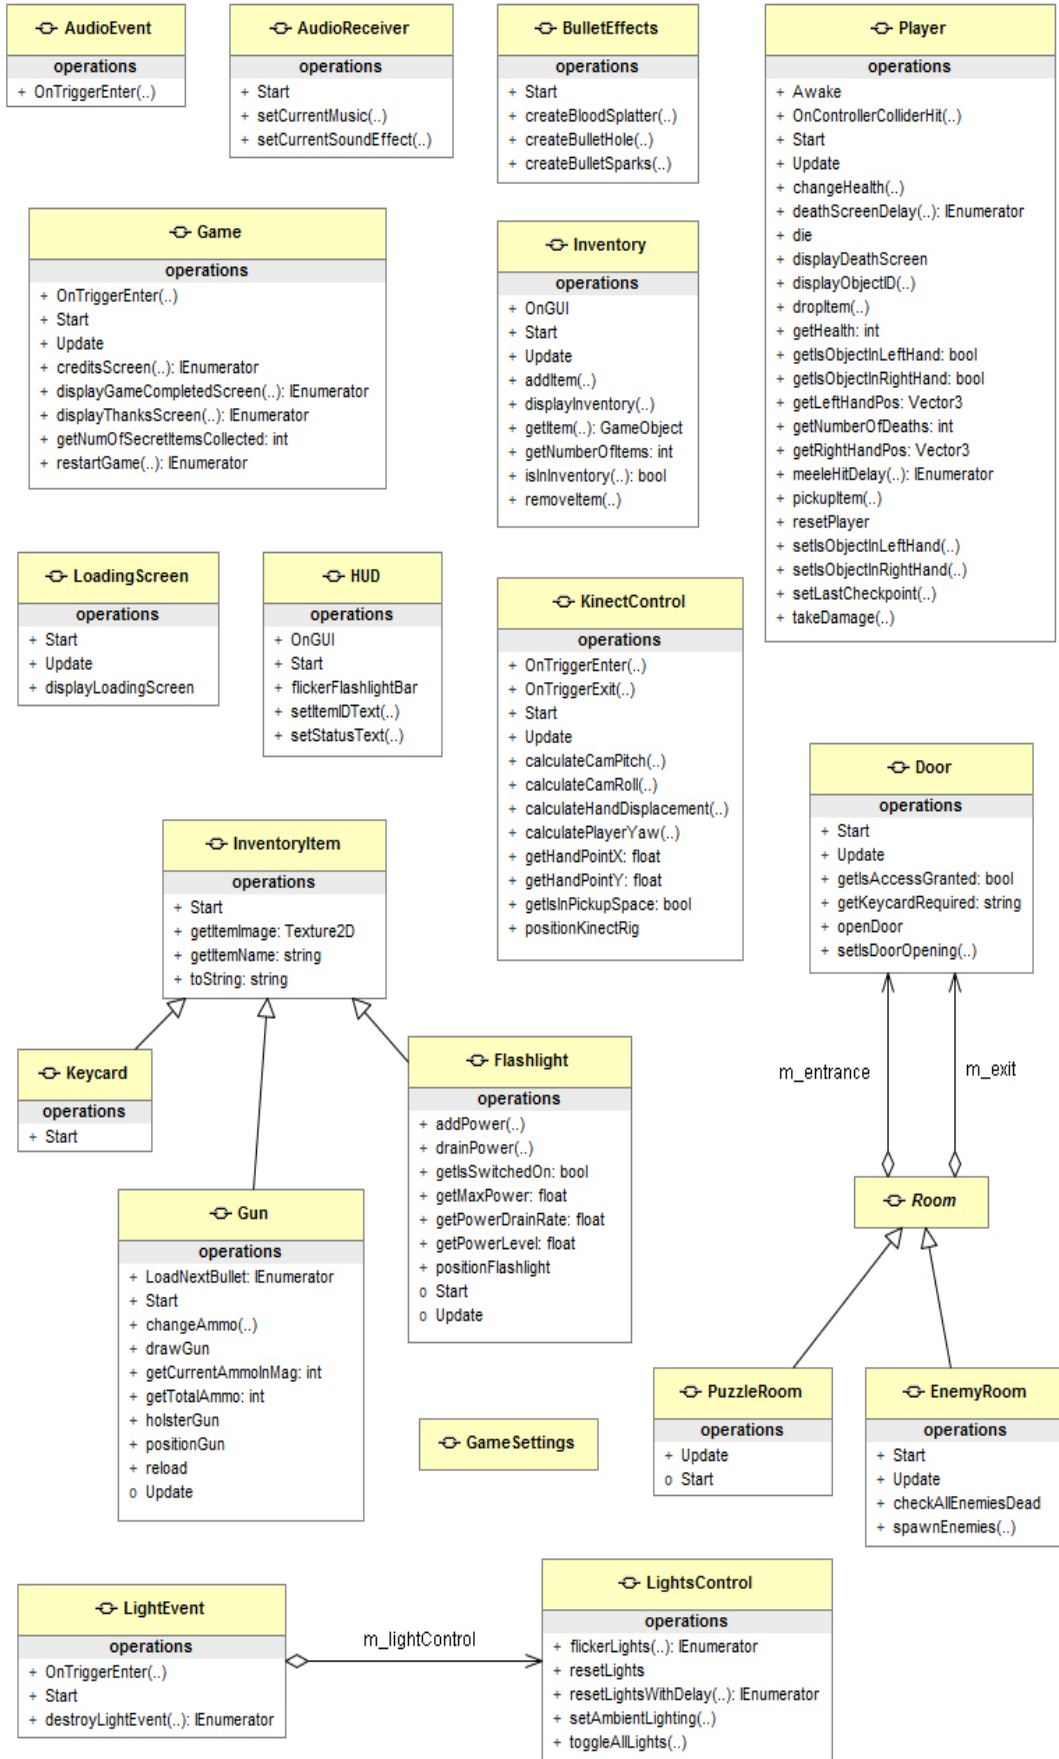 AudioEvent
operations
+ OnTriggerEnter(..)
AudioReceiver
operations
+ Start
+ setCurrentMusic(..)
+ setCurrentSoundEffect(..)
BulletEffects
operations
+ Start
+ createBloodSplatter(..)
+ createBulletHole(..)
+ createBulletSparks(..)
Player
operations
+ Awake
+ OnControllerColliderHit(..)
+ Start
+ Update
+ changeHealth(..)
+ deathScreenDelay(..): IEnumerator
+ die
+ displayDeathScreen
+ displayObjectID(..)
+ dropItem(..)
+ getHealth: int
+ getIsObjectInLeftHand: bool
+ getIsObjectInRightHand: bool
+ getLeftHandPos: Vector3
+ getNumberOfDeaths: int
+ getRightHandPos: Vector3
+ meeleHitDelay(..): IEnumerator
+ pickupItem(..)
+ resetPlayer
+ setIsObjectInLeftHand(..)
+ setIsObjectInRightHand(..)
+ setLastCheckpoint(..)
+ takeDamage(..)
Game
operations
+ OnTriggerEnter(..)
+ Start
+ Update
+ creditsScreen(..): IEnumerator
+ displayGameCompletedScreen(..): IEnumerator
+ displayThanksScreen(..): IEnumerator
+ getNumOfSecretItemsCollected: int
+ restartGame(..): IEnumerator
Inventory
operations
+ OnGUI
+ Start
+ Update
+ addItem(..)
+ displayInventory(..)
+ getItem(..): GameObject
+ getNumberOfItems: int
+ isInInventory(..): bool
+ removeItem(..)
LoadingScreen
operations
+ Start
+ Update
+ displayLoadingScreen
HUD
operations
+ OnGUI
+ Start
+ flickerFlashlightBar
+ setItemIDText(..)
+ setStatusText(..)
KinectControl
operations
+ OnTriggerEnter(..)
+ OnTriggerExit(..)
+ Start
+ Update
+ calculateCamPitch(..)
+ calculateCamRoll(..)
+ calculateHandDisplacement(..)
+ calculatePlayerYaw(..)
+ getHandPointX: float
+ getHandPointY: float
+ getIsInPickupSpace: bool
+ positionKinectRig
Door
operations
+ Start
+ Update
+ getIsAccessGranted: bool
+ getKeycardRequired: string
+ openDoor
+ setIsDoorOpening(..)
InventoryItem
operations
+ Start
+ getItemImage: Texture2D
+ getItemName: string
+ toString: string
Keycard
operations
+ Start
Flashlight
operations
+ addPower(..)
+ drainPower(..)
+ getIsSwitchedOn: bool
+ getMaxPower: float
+ getPowerDrainRate: float
+ getPowerLevel: float
+ positionFlashlight
o Start
o Update
m_entrance
m_exit
Room
Gun
operations
+ LoadNextBullet: IEnumerator
+ Start
+ changeAmmo(..)
+ drawGun
+ getCurrentAmmoInMag: int
+ getTotalAmmo: int
+ holsterGun
+ positionGun
+ reload
o Update
GameSettings
PuzzleRoom
operations
+ Update
o Start
EnemyRoom
operations
+ Start
+ Update
+ checkAllEnemiesDead
+ spawnEnemies(..)
LightEvent
operations
+ OnTriggerEnter(..)
+ Start
+ destroyLightEvent(..): IEnumerator
m_lightControl
LightsControl
operations
+ flickerLights(..): IEnumerator
+ resetLights
+ resetLightsWithDelay(..): IEnumerator
+ setAmbientLighting(..)
+ toggleAllLights(..)